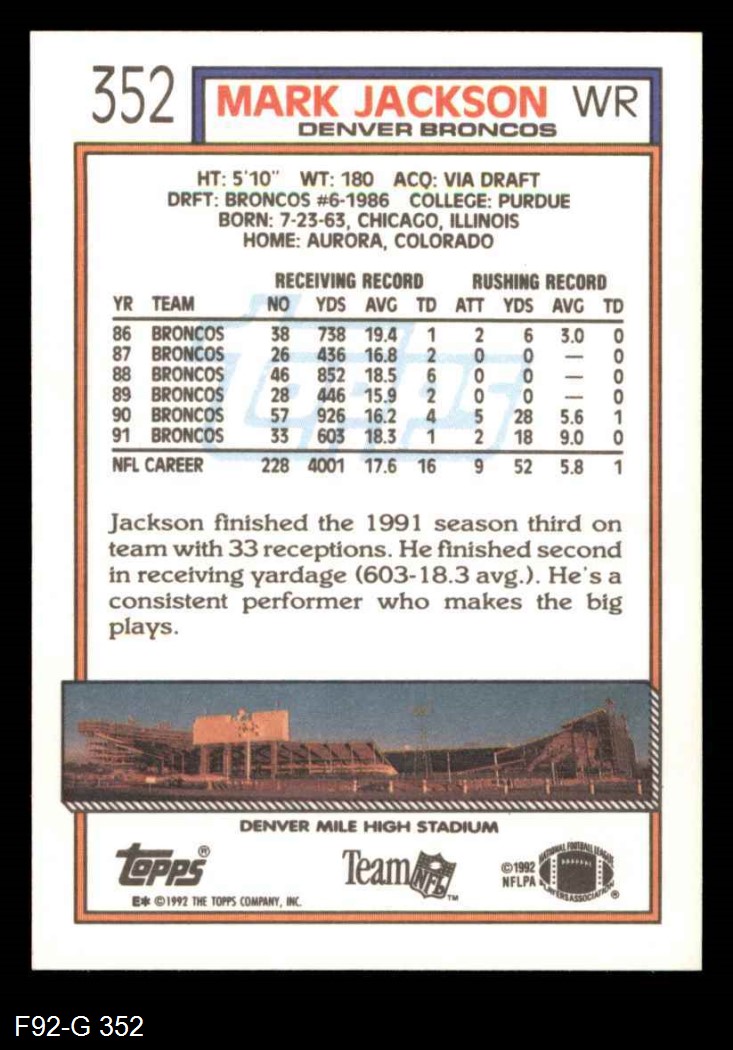 352 MARK JACKSON WR
DENVER BRONCOS
HT: 5'10" WT: 180 ACQ: VIA DRAFT
DRFT: BRONCOS #6-1986 COLLEGE: PURDUE
BORN: 7-23-63, CHICAGO, ILLINOIS
HOME: AURORA, COLORADO
RECEIVING RECORD RUSHING RECORD
YR TEAM NO YDS AVG TD ATT YDS AVG TD
86 BRONCOS 38 738 19.4 1 2 6 3.0 0
87 BRONCOS 26 436 16.8 2 0 0 — 0
88 BRONCOS 46 852 18.5 6 0 0 — 0
89 BRONCOS 28 446 15.9 2 0 0 — 0
90 BRONCOS 57 926 16.2 4 5 28 5.6 1
91 BRONCOS 33 603 18.3 1 2 18 9.0 0
NFL CAREER 228 4001 17.6 16 9 52 5.8 1
topps
Jackson finished the 1991 season third on
team with 33 receptions. He finished second
in receiving yardage (603-18.3 avg.). He's a
consistent performer who makes the big
plays.
DENVER MILE HIGH STADIUM
topps®
Team NFL™
©1992
NFLPA
NATIONAL FOOTBALL LEAGUE
PLAYERS ASSOCIATION ®
E* ©1992 THE TOPPS COMPANY, INC.
F92-G 352